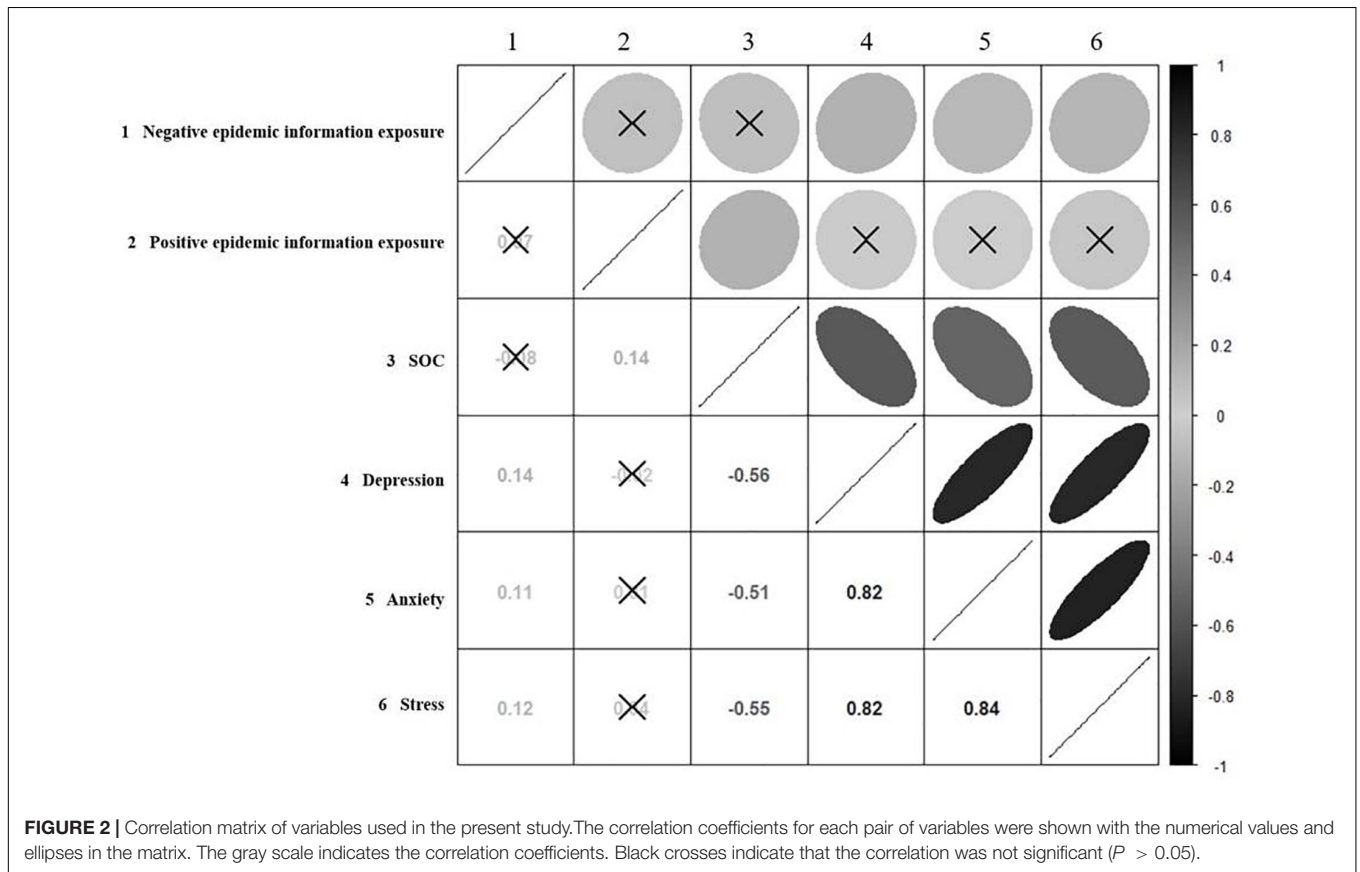 1 2 3 4 5 6
1 Negative epidemic information exposure
2 Positive epidemic information exposure
3 SOC 0.14
4 Depression 0.14 -0.56
5 Anxiety 0.11 -0.51 0.82
6 Stress 0.12 -0.55 0.82 0.84
1
0.8
0.6
0.4
0.2
0
-0.2
-0.4
-0.6
-0.8
-1
FIGURE 2 | Correlation matrix of variables used in the present study.The correlation coefficients for each pair of variables were shown with the numerical values and
ellipses in the matrix. The gray scale indicates the correlation coefficients. Black crosses indicate that the correlation was not significant (P > 0.05).